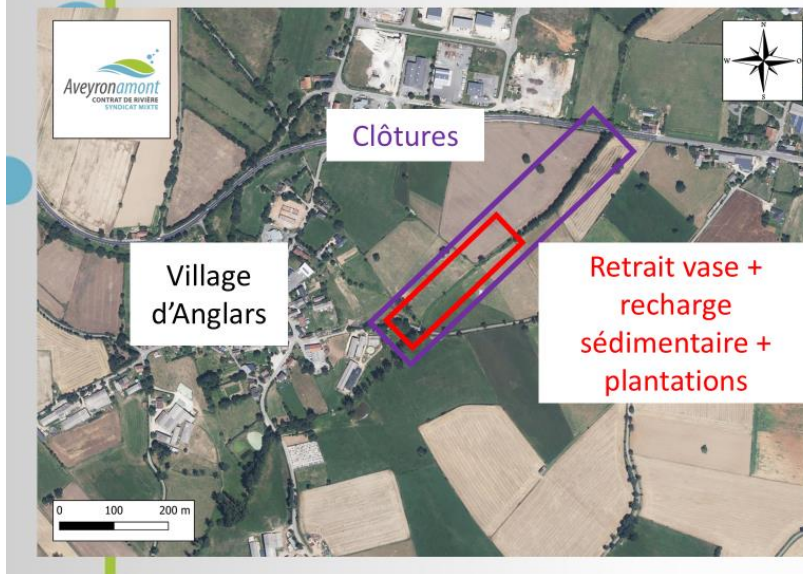 Aveyronamont
CONTRAT DE RIVIÈRE
SYNDICAT MIXTE
N
W
O
S
Clôtures
Village
d'Anglars
Retrait vase +
recharge
sédimentaire +
plantations
0 100 200 m